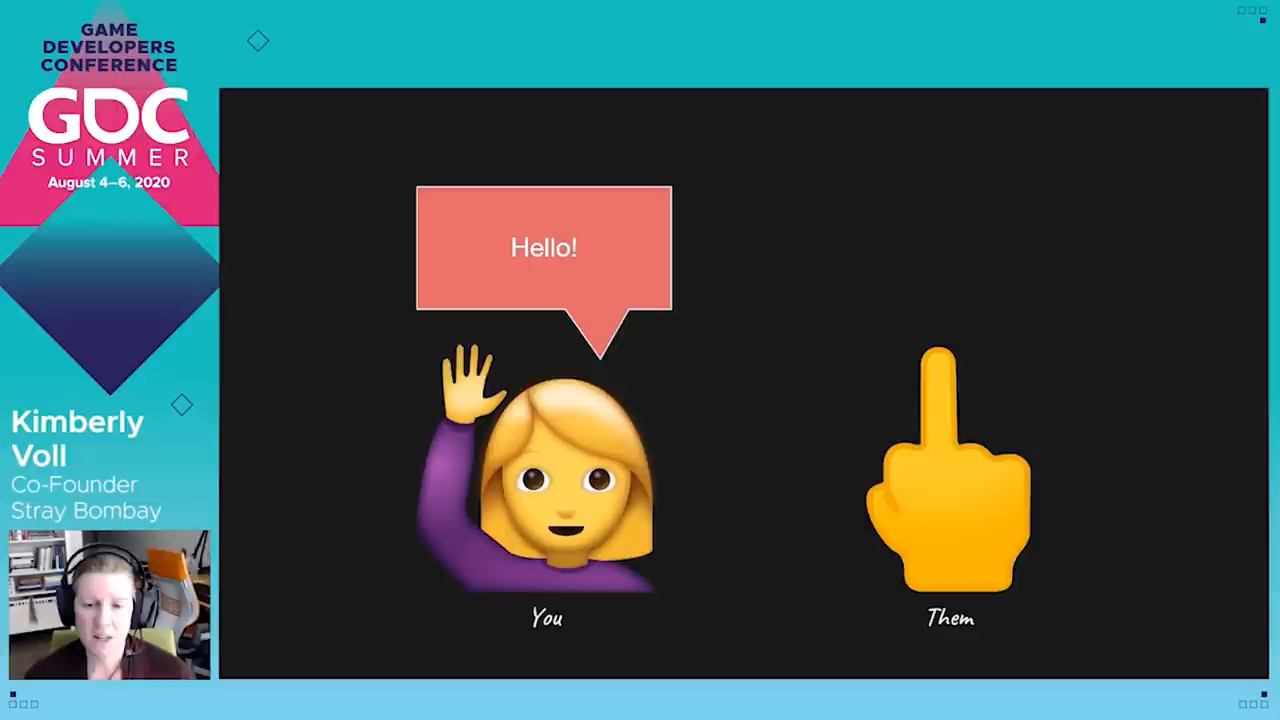 GAME
DEVELOPERS
CONFERENCE
GDC
SUMMER
August 4–6, 2020
Kimberly
Voll
Co-Founder
Stray Bombay
Hello!
You
Them